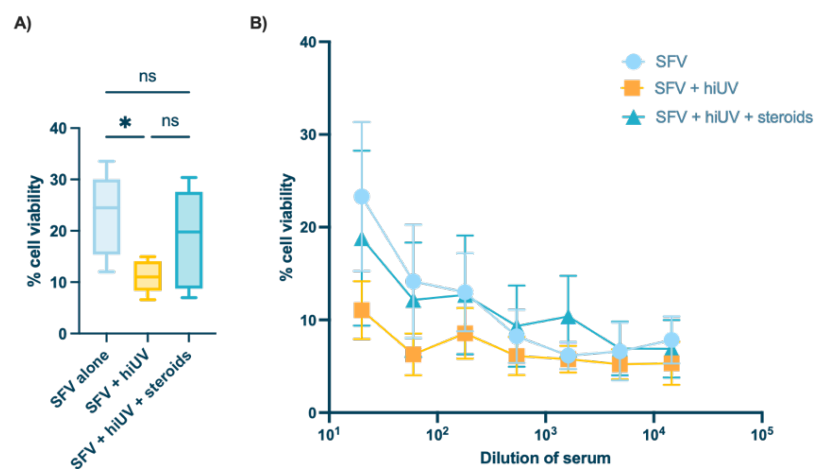 A)
ns
*
ns
40
30
20
10
0
% cell viability
SFV alone
SFV + hiUV
SFV + hiUV + steroids
B)
40
30
20
10
0
% cell viability
10¹
10²
10³
10⁴
10⁵
Dilution of serum
SFV
SFV + hiUV
SFV + hiUV + steroids